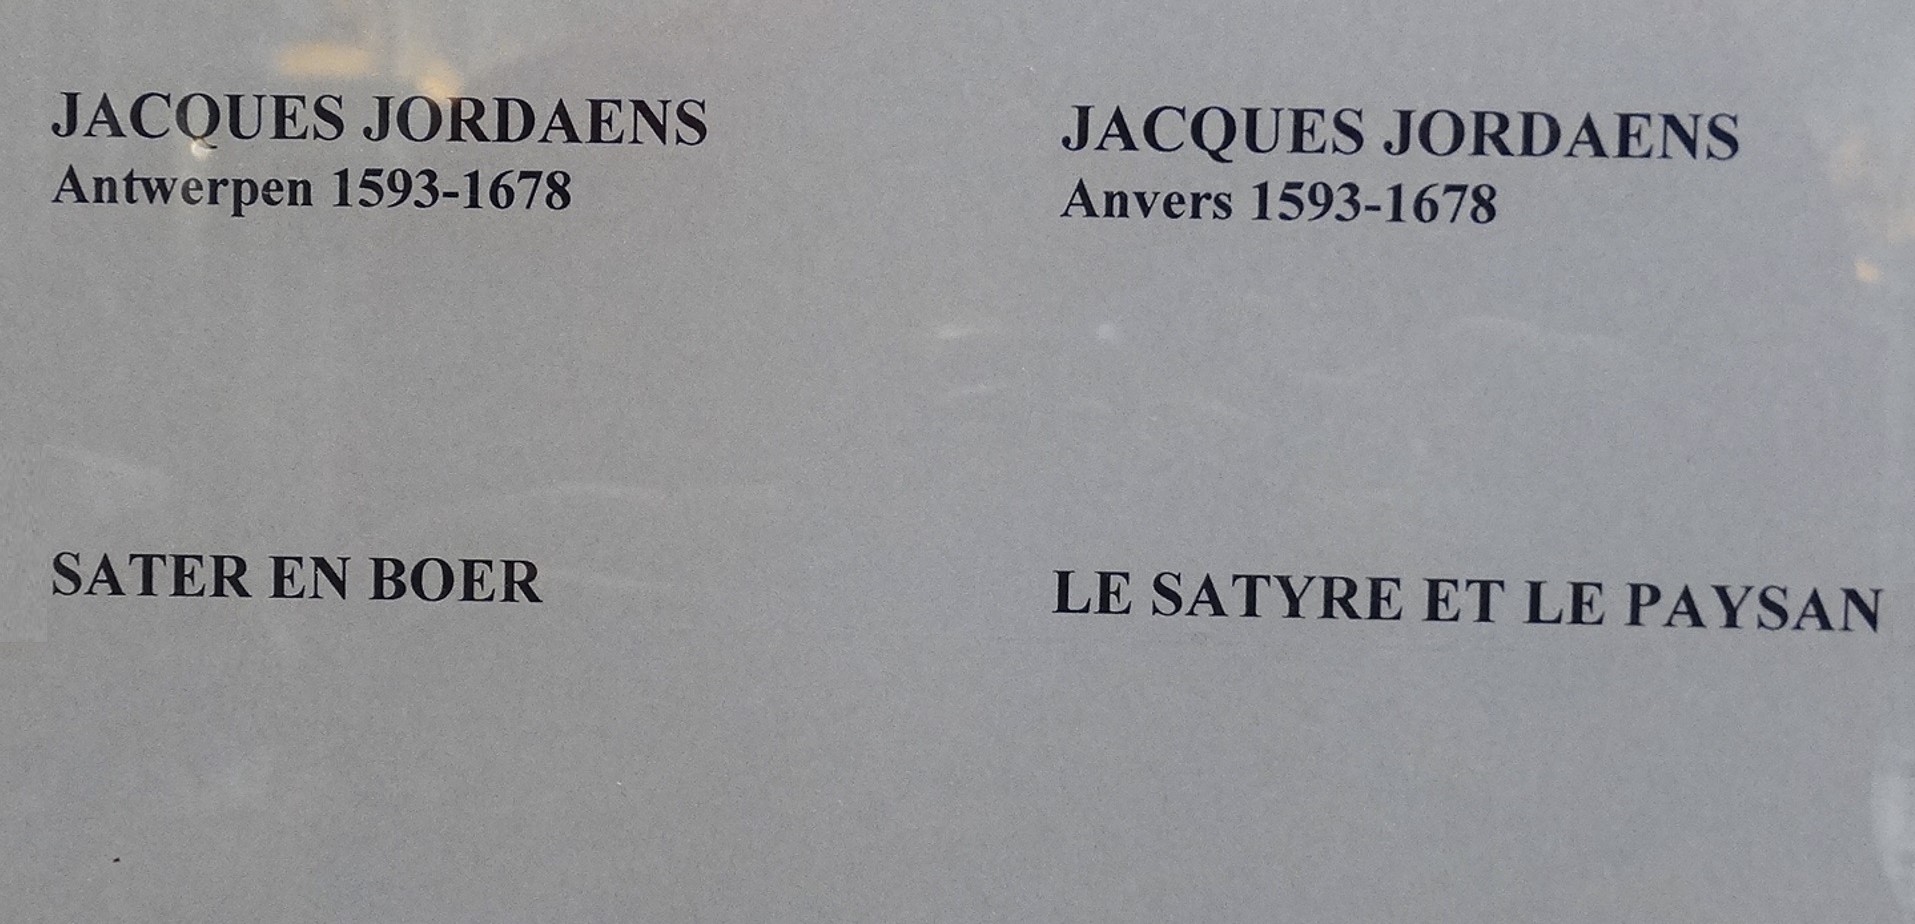 JACQUES JORDAENS
Antwerpen 1593-1678
SATER EN BOER
JACQUES JORDAENS
Anvers 1593-1678
LE SATYRE ET LE PAYSAN